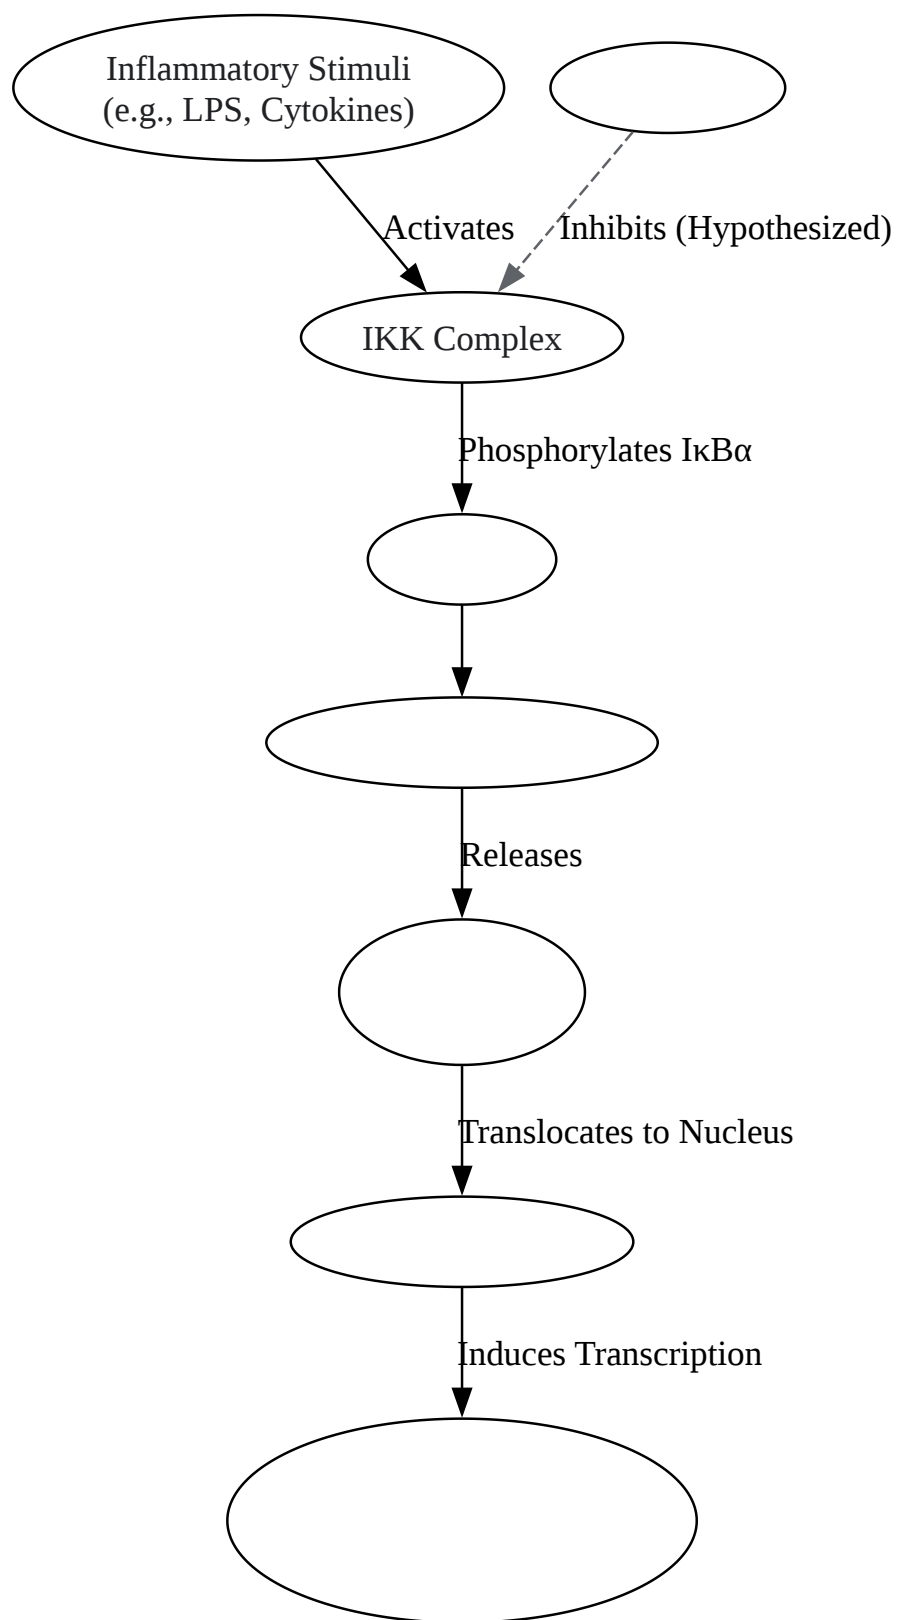 Inflammatory Stimuli
(e.g., LPS, Cytokines)
Activates
Inhibits (Hypothesized)
IKK Complex
Phosphorylates IκBα
Releases
Translocates to Nucleus
Induces Transcription